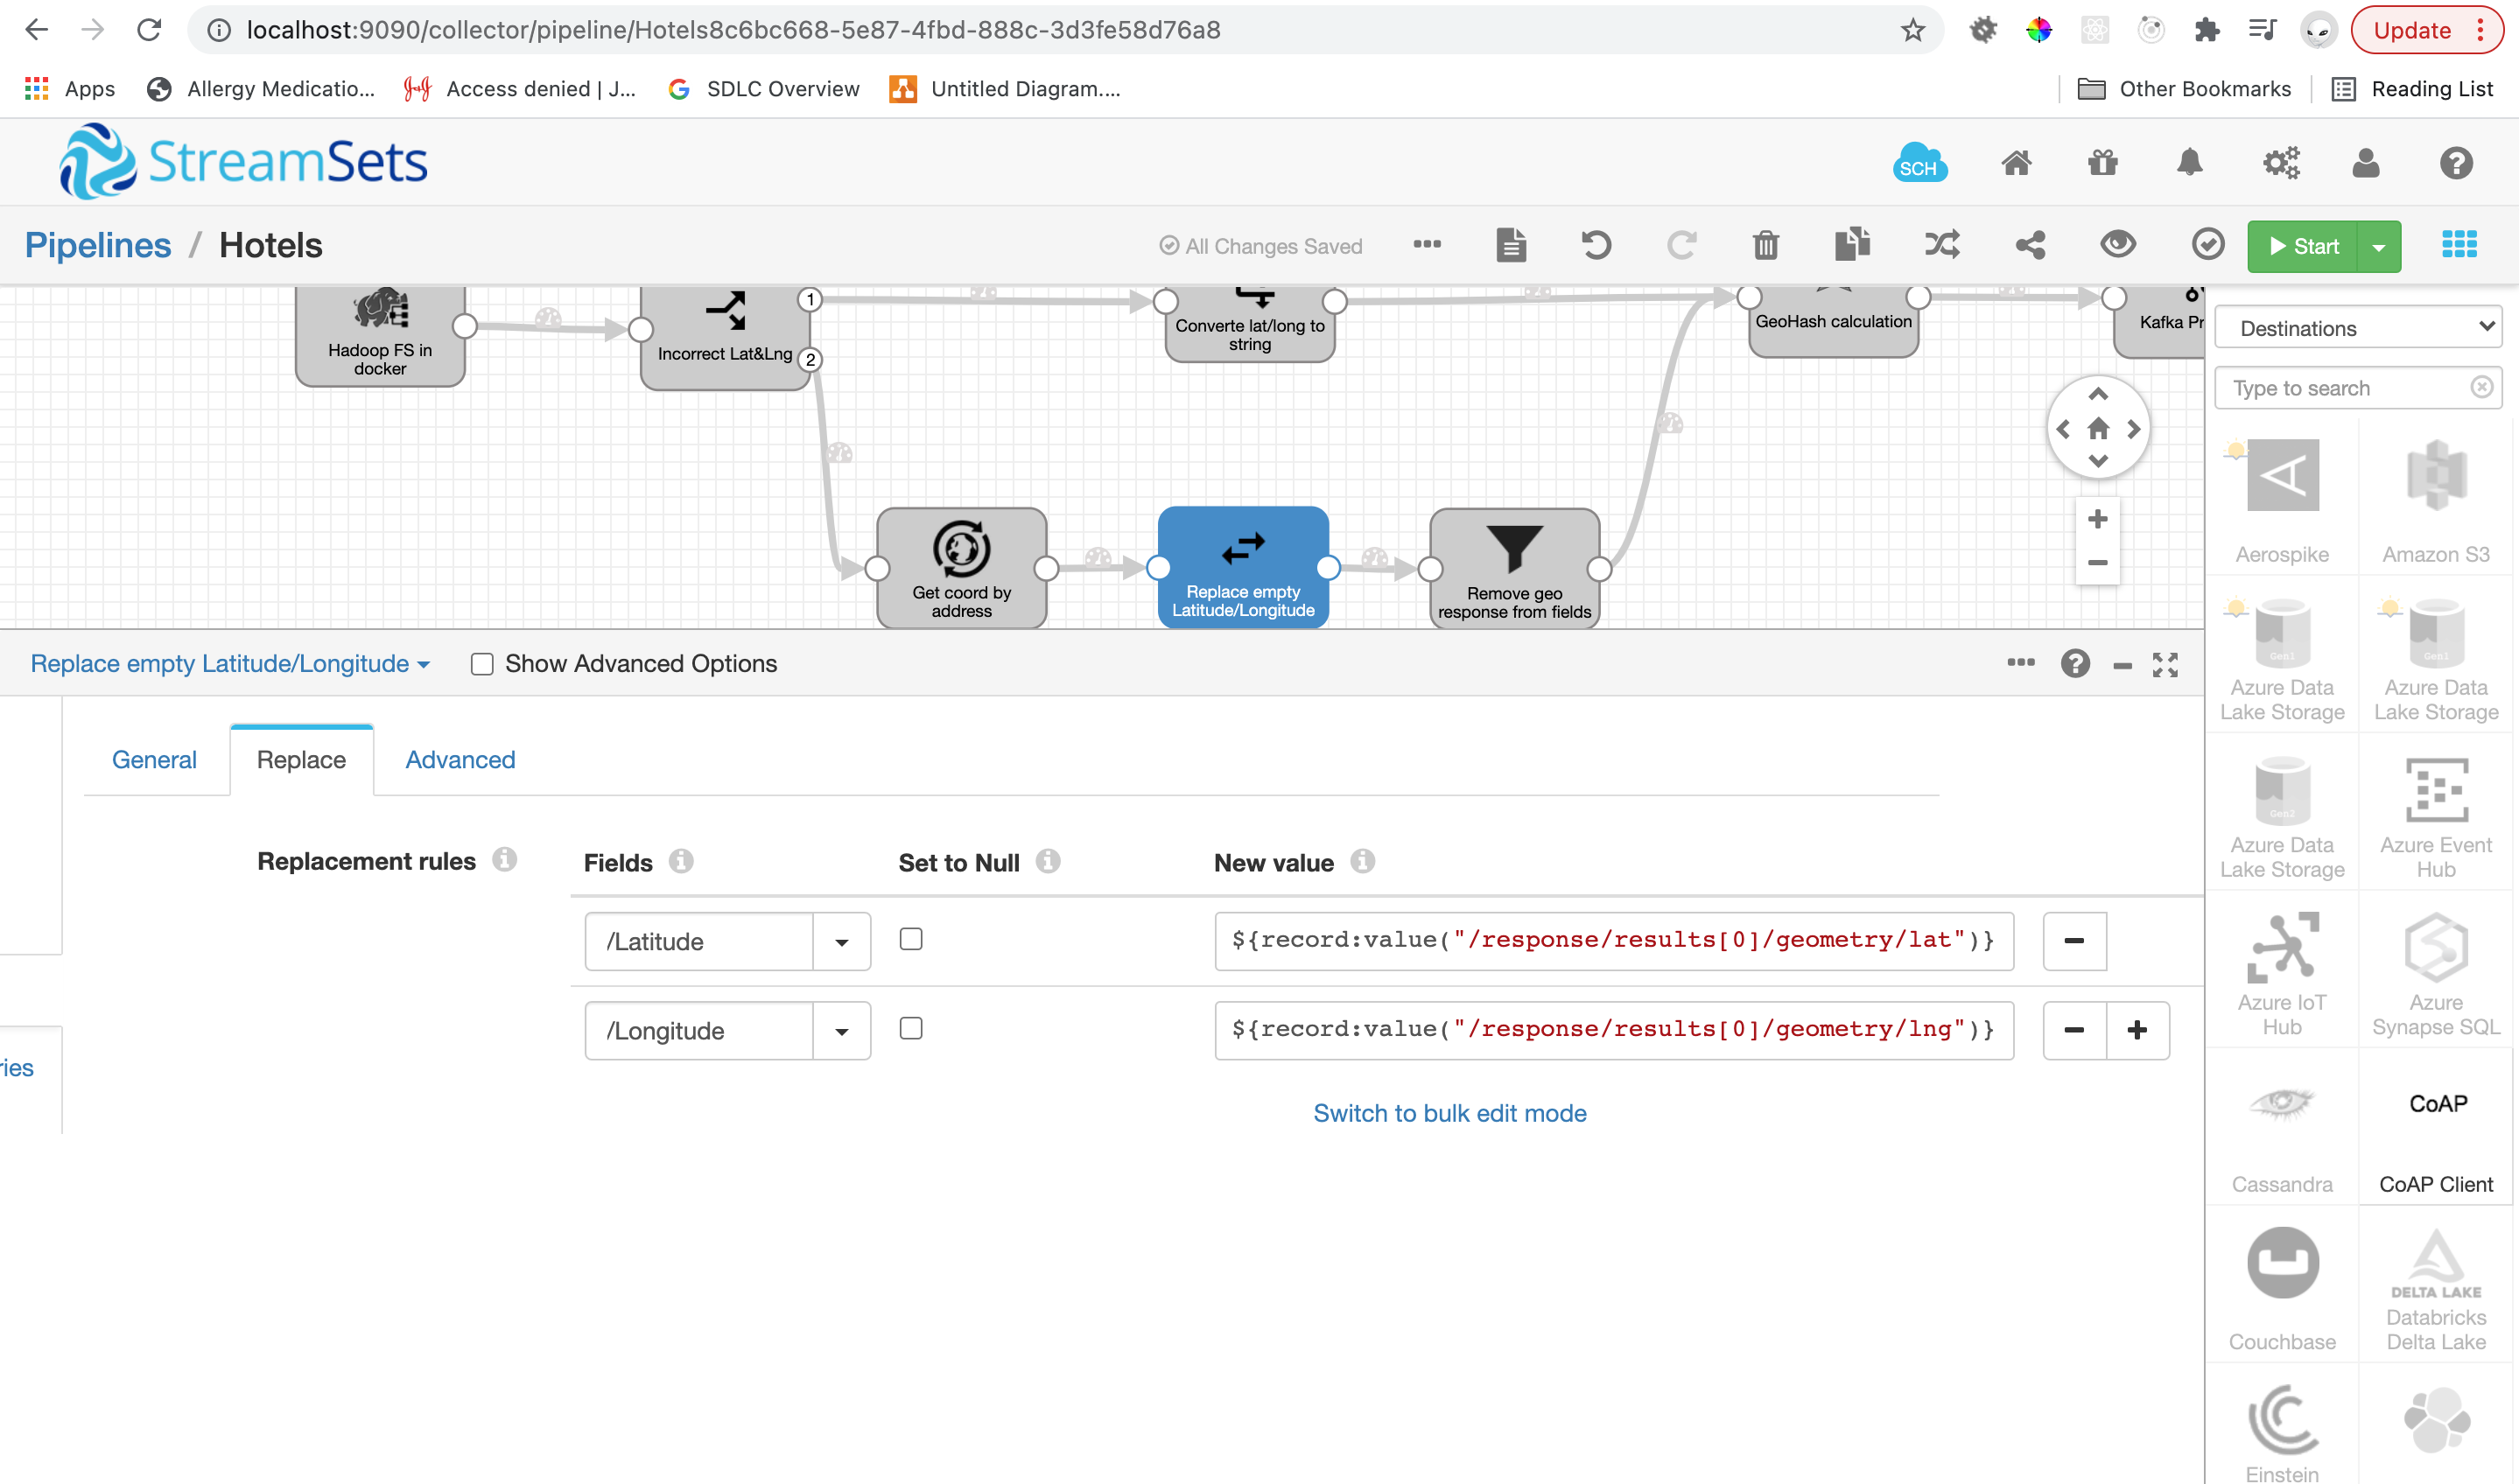 localhost:9090/collector/pipeline/Hotels8c6bc668-5e87-4fbd-888c-3d3fe58d76a8
Update
Apps
Allergy Medicatio...
Access denied | J...
SDLC Overview
Untitled Diagram....
Other Bookmarks
Reading List
StreamSets
SCH
Pipelines / Hotels
All Changes Saved
Start
Hadoop FS in
docker
Incorrect Lat&Lng
1
2
Converte lat/long to
string
GeoHash calculation
Kafka Pr
Get coord by
address
Replace empty
Latitude/Longitude
Remove geo
response from fields
Destinations
Type to search
Replace empty Latitude/Longitude
Show Advanced Options
General
Replace
Advanced
Replacement rules
Fields
Set to Null
New value
/Latitude
${record:value("/response/results[0]/geometry/lat")}
/Longitude
${record:value("/response/results[0]/geometry/lng")}
Switch to bulk edit mode
ries
Aerospike
Amazon S3
Gen1
Azure Data
Lake Storage
Gen1
Azure Data
Lake Storage
Gen2
Azure Data
Lake Storage
Azure Event
Hub
Azure IoT
Hub
Azure
Synapse SQL
Cassandra
CoAP
CoAP Client
Couchbase
DELTA LAKE
Databricks
Delta Lake
Einstein